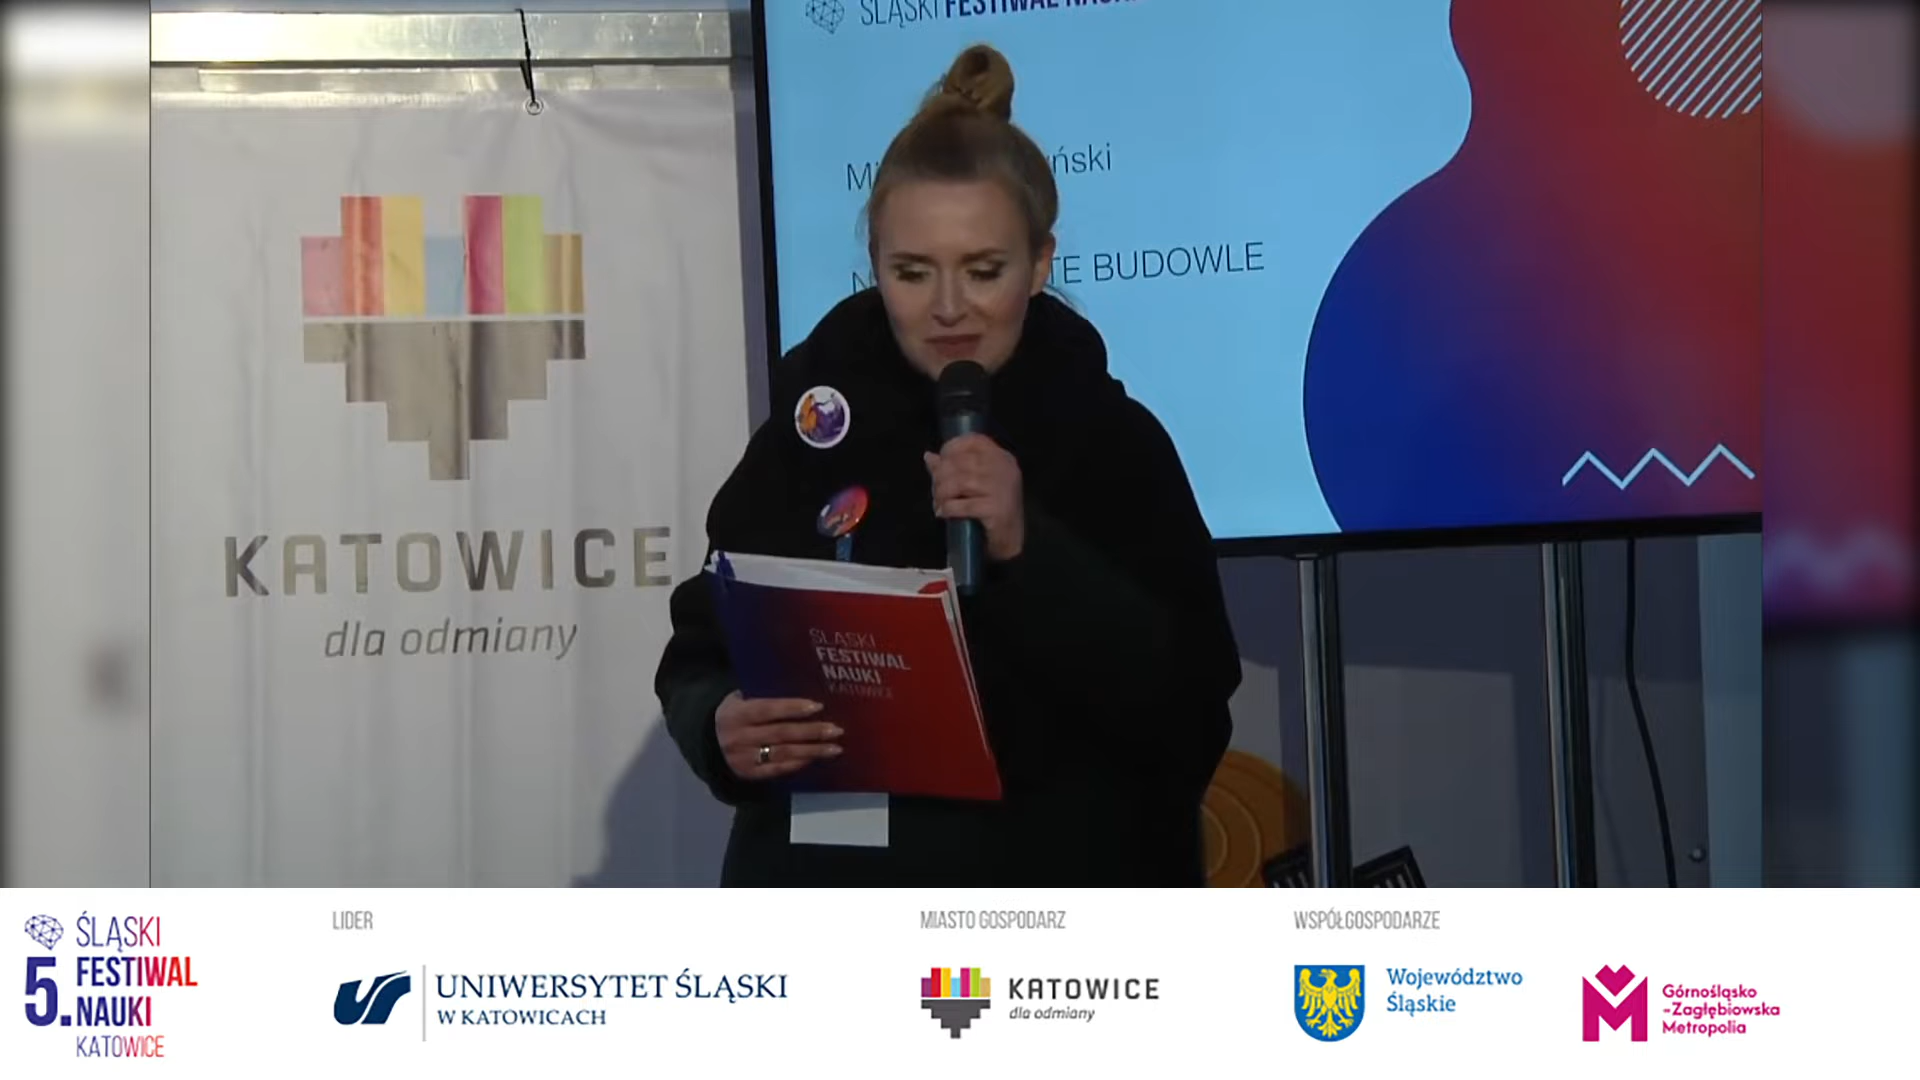 ŚLĄSKI FESTIWAL
ński
TE BUDOWLE
KATOWICE
dla odmiany
ŚLĄSKI
FESTIWAL
NAUKI
KATOWICE
5. ŚLĄSKI
FESTIWAL
NAUKI
KATOWICE
LIDER
UNIWERSYTET ŚLĄSKI
W KATOWICACH
MIASTO GOSPODARZ
KATOWICE
dla odmiany
WSPÓŁGOSPODARZE
Województwo
Śląskie
Górnośląsko
-Zagłębiowska
Metropolia